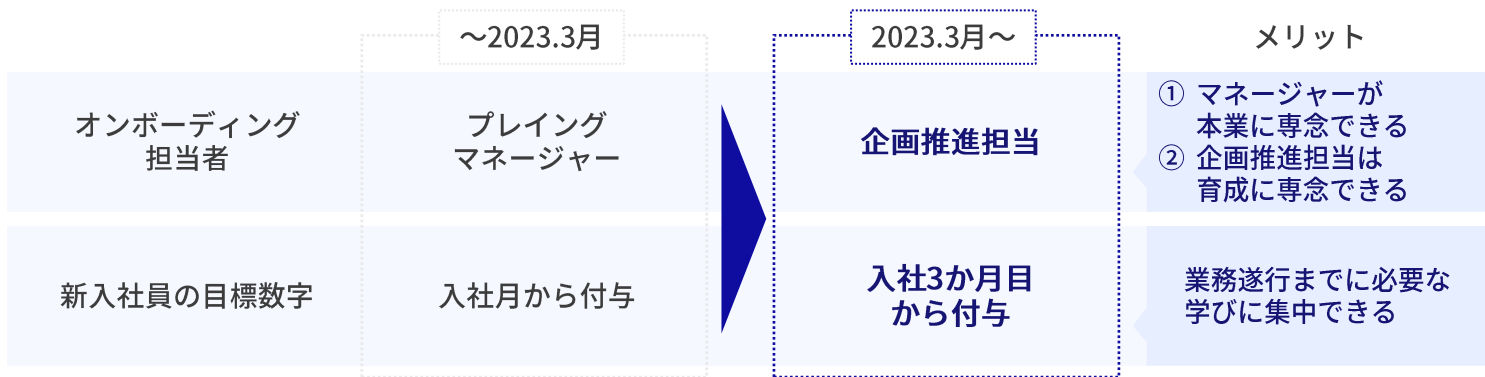 ～2023.3月
2023.3月～
メリット
オンボーディング
担当者
プレイング
マネージャー
企画推進担当
① マネージャーが
本業に専念できる
② 企画推進担当は
育成に専念できる
新入社員の目標数字
入社月から付与
入社3か月目
から付与
業務遂行までに必要な
学びに集中できる